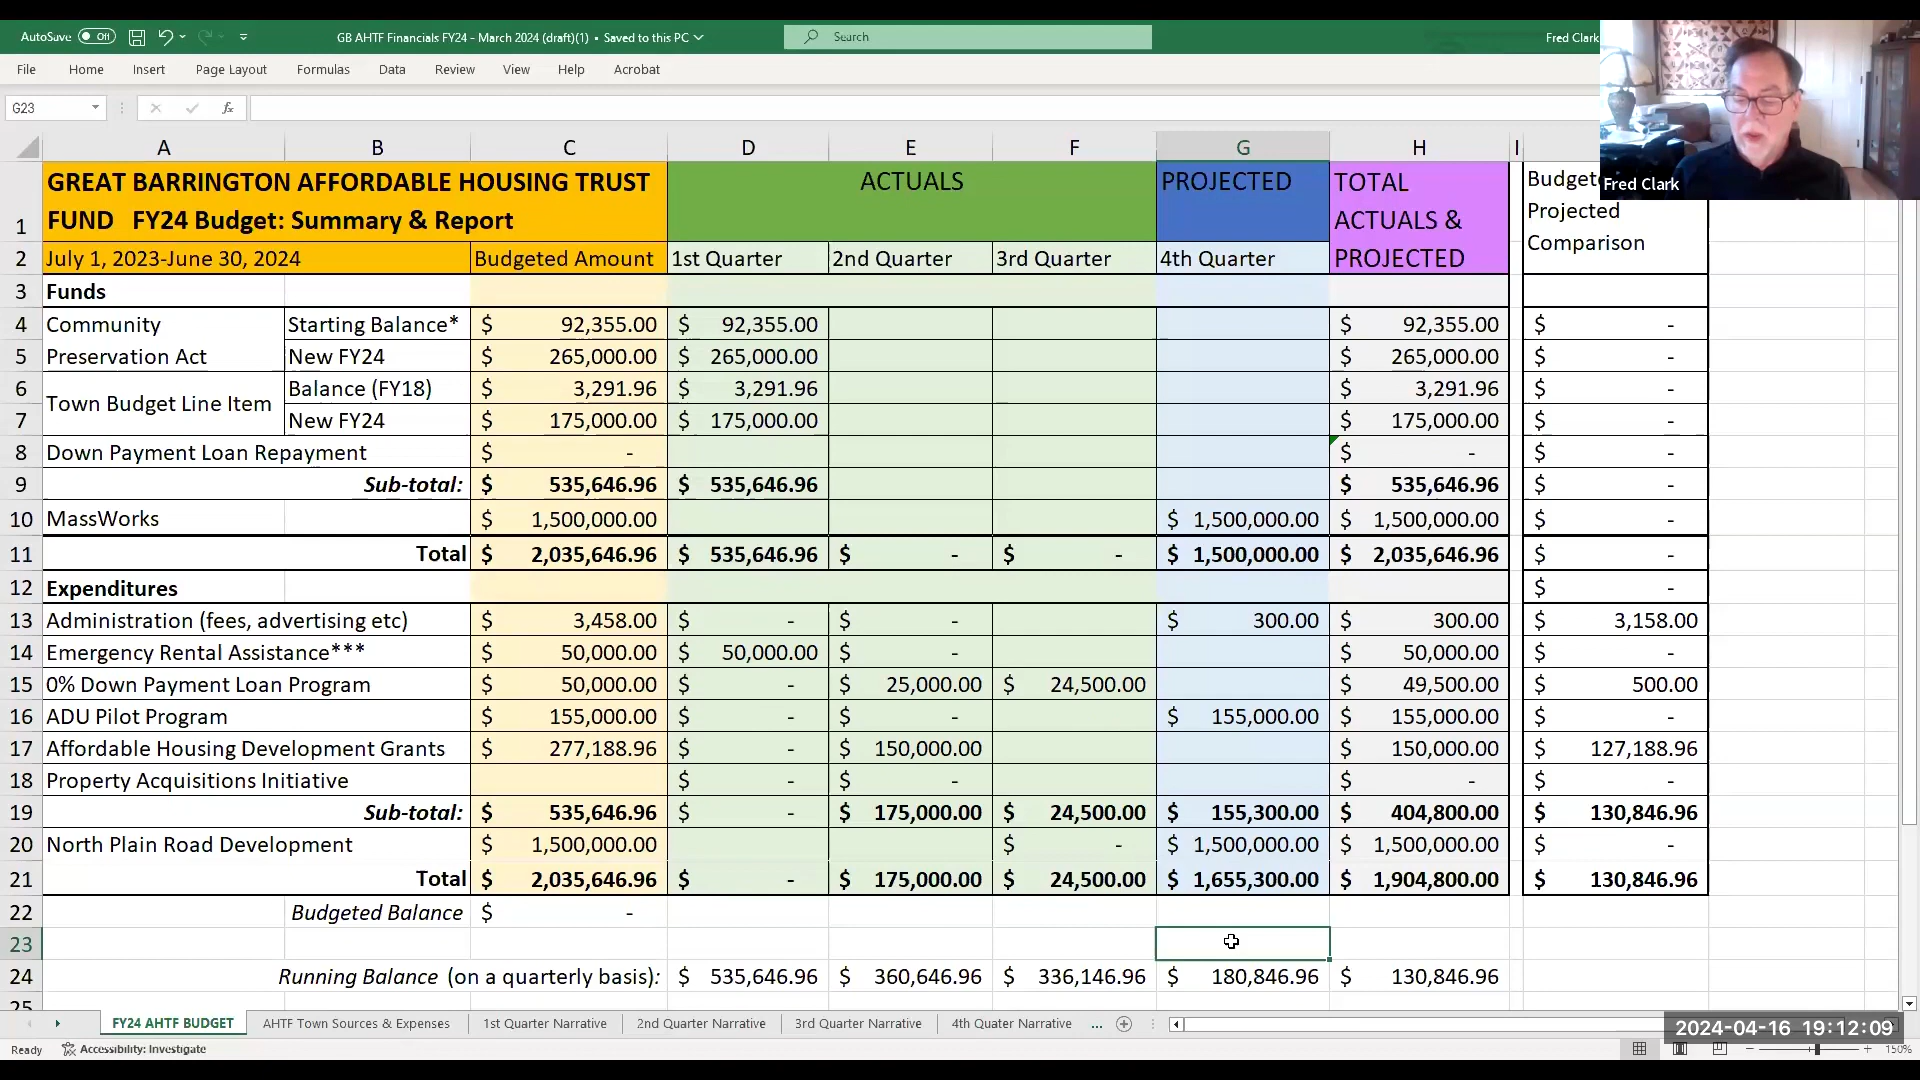 AutoSave Off GB AHTF Financials FY24 - March 2024 (draft)(1) • Saved to this PC Search Fred Clark
File Home Insert Page Layout Formulas Data Review View Help Acrobat
G23 fx
Fred Clark
A B C D E F G H I
1 GREAT BARRINGTON AFFORDABLE HOUSING TRUST ACTUALS PROJECTED TOTAL
FUND FY24 Budget: Summary & Report ACTUALS & Projected
2 July 1, 2023-June 30, 2024 Budgeted Amount 1st Quarter 2nd Quarter 3rd Quarter 4th Quarter PROJECTED Comparison
3 Funds
4 Community Starting Balance* $ 92,355.00 $ 92,355.00 $ 92,355.00 $ -
5 Preservation Act New FY24 $ 265,000.00 $ 265,000.00 $ 265,000.00 $ -
6 Town Budget Line Item Balance (FY18) $ 3,291.96 $ 3,291.96 $ 3,291.96 $ -
7 New FY24 $ 175,000.00 $ 175,000.00 $ 175,000.00 $ -
8 Down Payment Loan Repayment $ - $ - $ -
9 Sub-total: $ 535,646.96 $ 535,646.96 $ 535,646.96 $ -
10 MassWorks $ 1,500,000.00 $ 1,500,000.00 $ 1,500,000.00 $ -
11 Total $ 2,035,646.96 $ 535,646.96 $ - $ - $ 1,500,000.00 $ 2,035,646.96 $ -
12 Expenditures $ -
13 Administration (fees, advertising etc) $ 3,458.00 $ - $ - $ 300.00 $ 300.00 $ 3,158.00
14 Emergency Rental Assistance*** $ 50,000.00 $ 50,000.00 $ - $ 50,000.00 $ -
15 0% Down Payment Loan Program $ 50,000.00 $ - $ 25,000.00 $ 24,500.00 $ 49,500.00 $ 500.00
16 ADU Pilot Program $ 155,000.00 $ - $ - $ 155,000.00 $ 155,000.00 $ -
17 Affordable Housing Development Grants $ 277,188.96 $ - $ 150,000.00 $ 150,000.00 $ 127,188.96
18 Property Acquisitions Initiative $ - $ - $ - $ -
19 Sub-total: $ 535,646.96 $ - $ 175,000.00 $ 24,500.00 $ 155,300.00 $ 404,800.00 $ 130,846.96
20 North Plain Road Development $ 1,500,000.00 $ - $ 1,500,000.00 $ 1,500,000.00 $ -
21 Total $ 2,035,646.96 $ - $ 175,000.00 $ 24,500.00 $ 1,655,300.00 $ 1,904,800.00 $ 130,846.96
22 Budgeted Balance $ -
23
24 Running Balance (on a quarterly basis): $ 535,646.96 $ 360,646.96 $ 336,146.96 $ 180,846.96 $ 130,846.96
25
FY24 AHTF BUDGET AHTF Town Sources & Expenses 1st Quarter Narrative 2nd Quarter Narrative 3rd Quarter Narrative 4th Quater Narrative ...
2024-04-16 19:12:09
Ready Accessibility: Investigate 150%